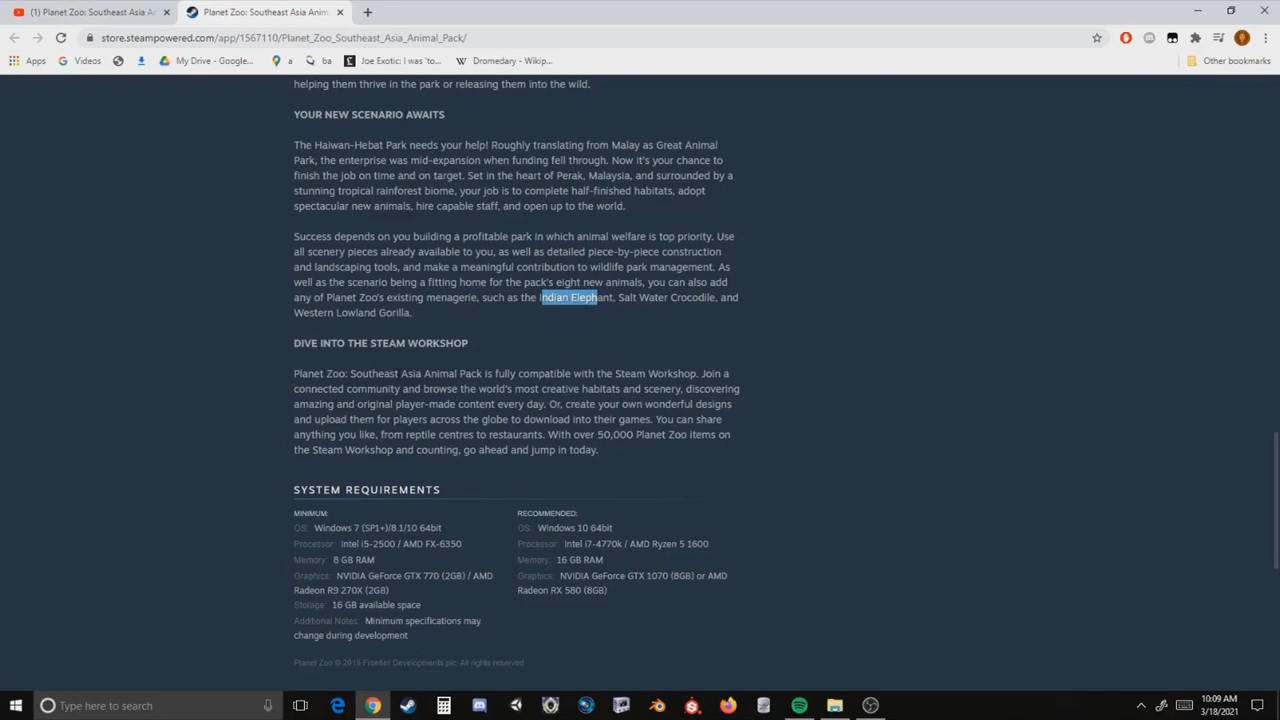 (1) Planet Zoo: Southeast Asia A
Planet Zoo: Southeast Asia Anim
store.steampowered.com/app/1567110/Planet_Zoo_Southeast_Asia_Animal_Pack/
Apps
Videos
My Drive - Google...
a
ba
Joe Exotic: I was 'to...
Dromedary - Wikip...
Other bookmarks
helping them thrive in the park or releasing them into the wild.
YOUR NEW SCENARIO AWAITS
The Haiwan-Hebat Park needs your help! Roughly translating from Malay as Great Animal
Park, the enterprise was mid-expansion when funding fell through. Now it's your chance to
finish the job on time and on target. Set in the heart of Perak, Malaysia, and surrounded by a
stunning tropical rainforest biome, your job is to complete half-finished habitats, adopt
spectacular new animals, hire capable staff, and open up to the world.
Success depends on you building a profitable park in which animal welfare is top priority. Use
all scenery pieces already available to you, as well as detailed piece-by-piece construction
and landscaping tools, and make a meaningful contribution to wildlife park management. As
well as the scenario being a fitting home for the pack's eight new animals, you can also add
any of Planet Zoo's existing menagerie, such as the Indian Elephant, Salt Water Crocodile, and
Western Lowland Gorilla.
DIVE INTO THE STEAM WORKSHOP
Planet Zoo: Southeast Asia Animal Pack is fully compatible with the Steam Workshop. Join a
connected community and browse the world's most creative habitats and scenery, discovering
amazing and original player-made content every day. Or, create your own wonderful designs
and upload them for players across the globe to download into their games. You can share
anything you like, from reptile centres to restaurants. With over 50,000 Planet Zoo items on
the Steam Workshop and counting, go ahead and jump in today.
SYSTEM REQUIREMENTS
MINIMUM:
OS: Windows 7 (SP1+)/8.1/10 64bit
Processor: Intel i5-2500 / AMD FX-6350
Memory: 8 GB RAM
Graphics: NVIDIA GeForce GTX 770 (2GB) / AMD
Radeon R9 270X (2GB)
Storage: 16 GB available space
Additional Notes: Minimum specifications may
change during development
RECOMMENDED:
OS: Windows 10 64bit
Processor: Intel i7-4770k / AMD Ryzen 5 1600
Memory: 16 GB RAM
Graphics: NVIDIA GeForce GTX 1070 (8GB) or AMD
Radeon RX 580 (8GB)
Planet Zoo © 2019 Frontier Developments plc. All rights reserved.
Type here to search
10:09 AM
3/18/2021